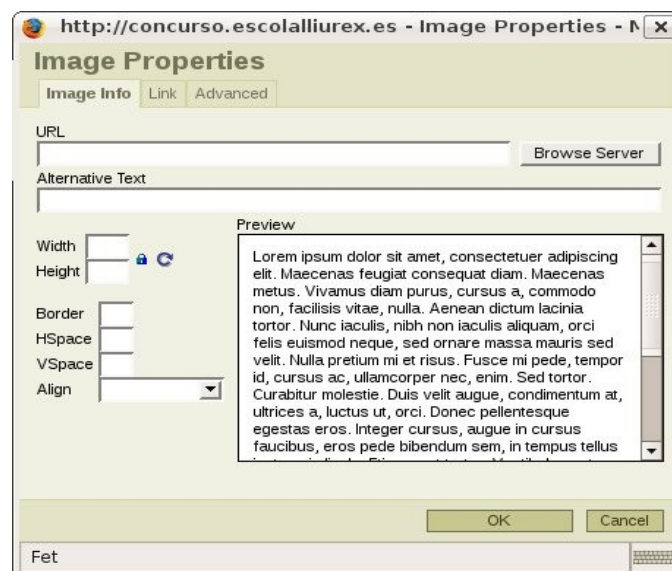 http://concurso.escolalliurex.es - Image Properties - N
Image Properties
Image Info Link Advanced
URL
Browse Server
Alternative Text
Preview
Width
Height
Border
HSpace
VSpace
Align
Lorem ipsum dolor sit amet, consectetuer adipiscing
elit. Maecenas feugiat consequat diam. Maecenas
metus. Vivamus diam purus, cursus a, commodo
non, facilisis vitae, nulla. Aenean dictum lacinia
tortor. Nunc iaculis, nibh non iaculis aliquam, orci
felis euismod neque, sed ornare massa mauris sed
velit. Nulla pretium mi et risus. Fusce mi pede, tempor
id, cursus ac, ullamcorper nec, enim. Sed tortor.
Curabitur molestie. Duis velit augue, condimentum at,
ultrices a, luctus ut, orci. Donec pellentesque
egestas eros. Integer cursus, augue in cursus
faucibus, eros pede bibendum sem, in tempus tellus
OK Cancel
Fet